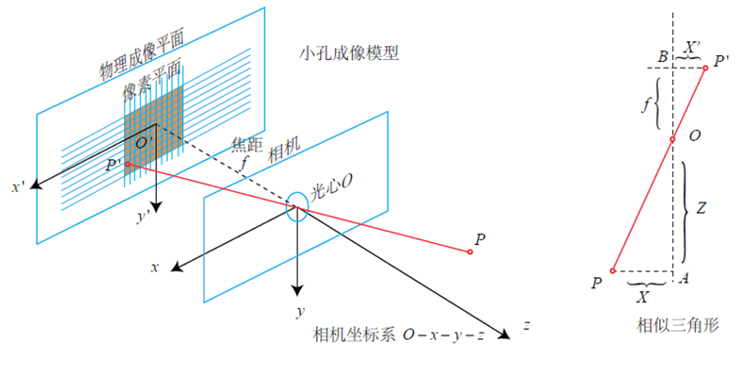 小孔成像模型
物理成像平面
像素平面
O'
P'
x'
y'
焦距
f
相机
光心O
x
y
z
P
相机坐标系 O-x-y-z
B
X'
P'
f
O
Z
P
X
A
相似三角形